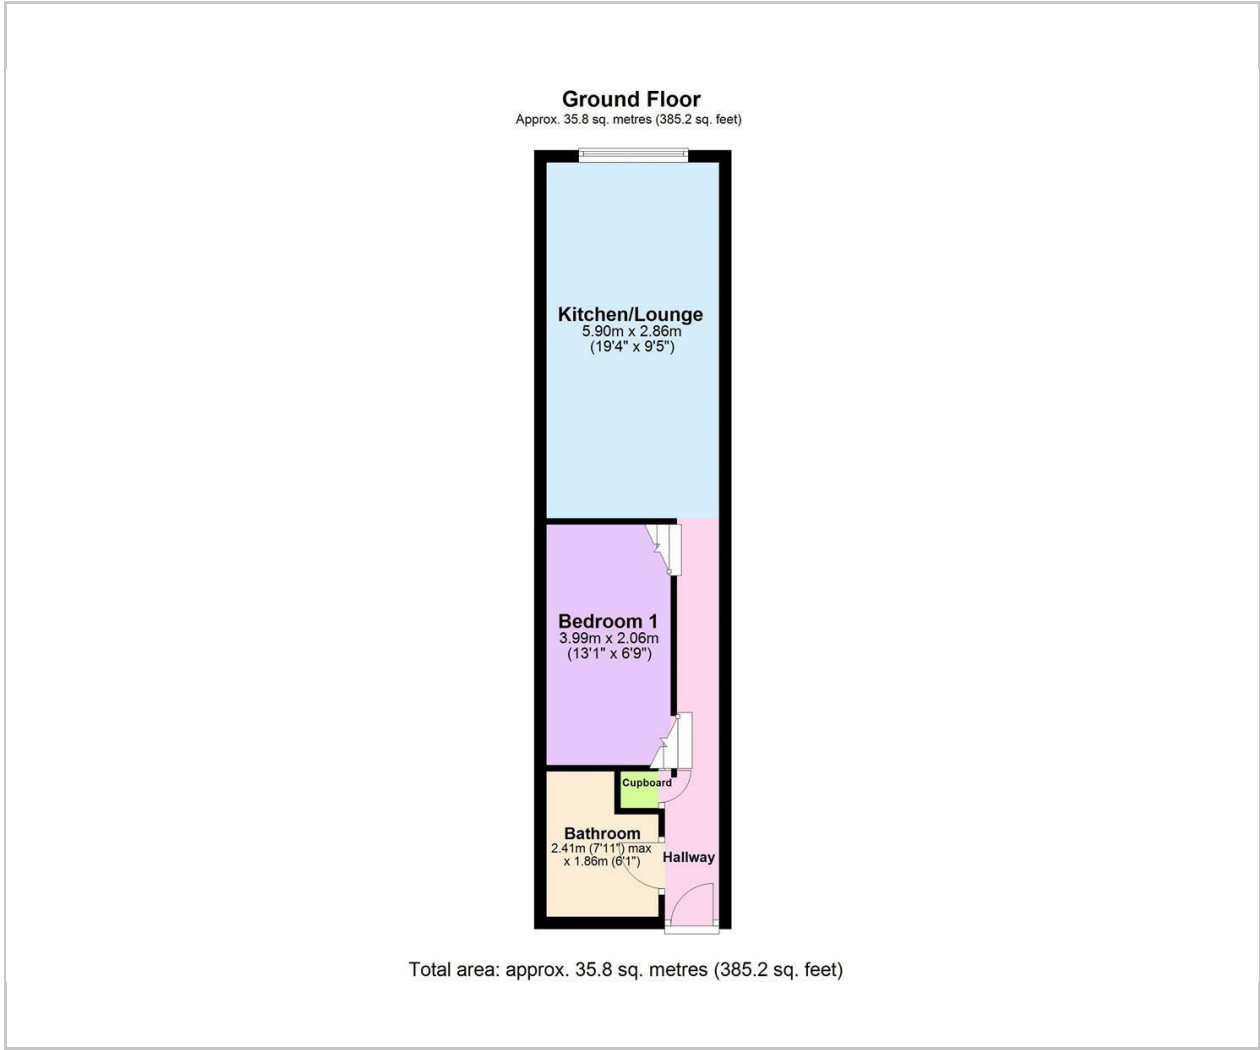 Ground Floor
Approx. 35.8 sq. metres (385.2 sq. feet)
Kitchen/Lounge
5.90m x 2.86m
(19'4" x 9'5")
Bedroom 1
3.99m x 2.06m
(13'1" x 6'9")
Cupboard
Bathroom
2.41m (7'11") max
x 1.86m (6'1")
Hallway
Total area: approx. 35.8 sq. metres (385.2 sq. feet)